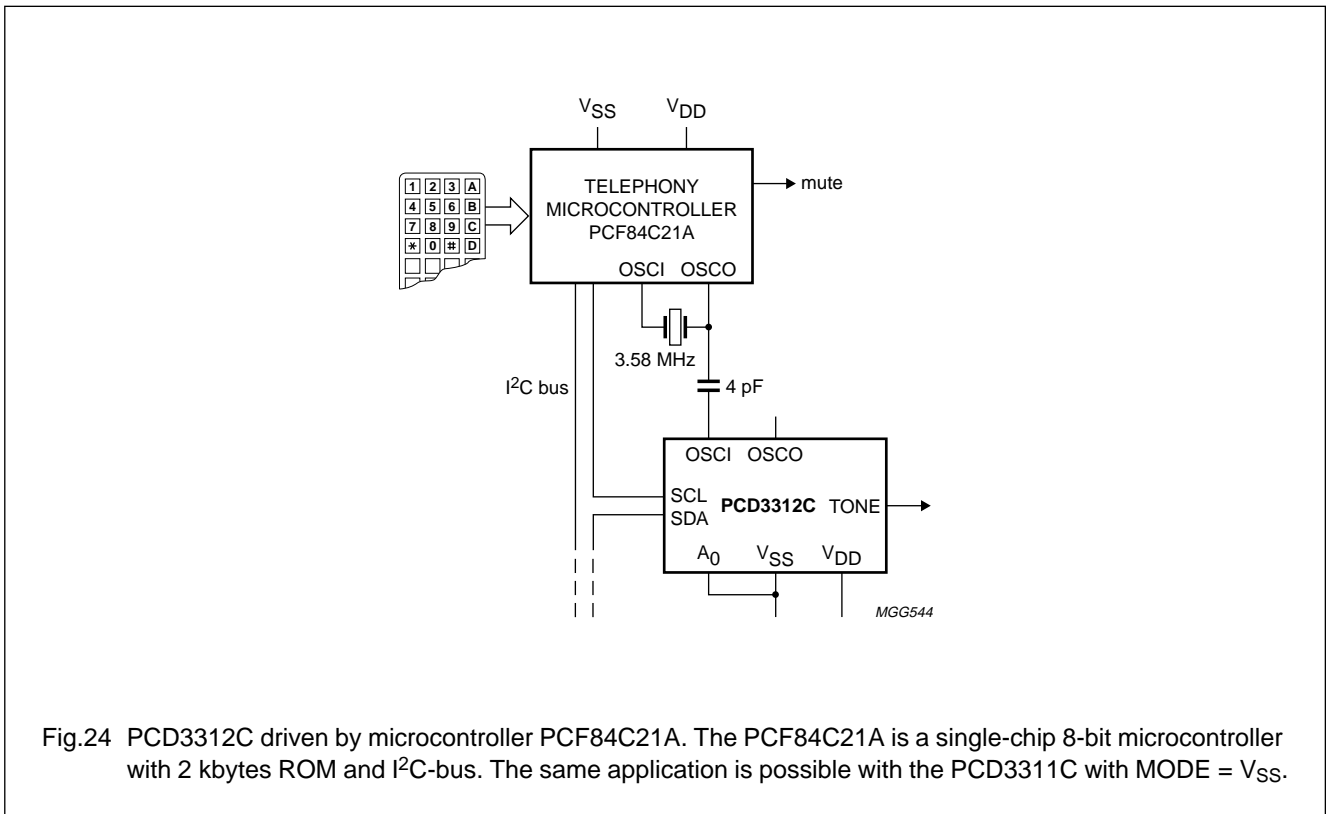 VSS VDD
1 2 3 A
4 5 6 B
7 8 9 C
* 0 # D
TELEPHONY
MICROCONTROLLER
PCF84C21A
mute
OSCI OSCO
3.58 MHz
4 pF
I²C bus
OSCI OSCO
SCL
SDA
PCD3312C
TONE
A0 VSS VDD
MGG544
Fig.24 PCD3312C driven by microcontroller PCF84C21A. The PCF84C21A is a single-chip 8-bit microcontroller
with 2 kbytes ROM and I²C-bus. The same application is possible with the PCD3311C with MODE = VSS.